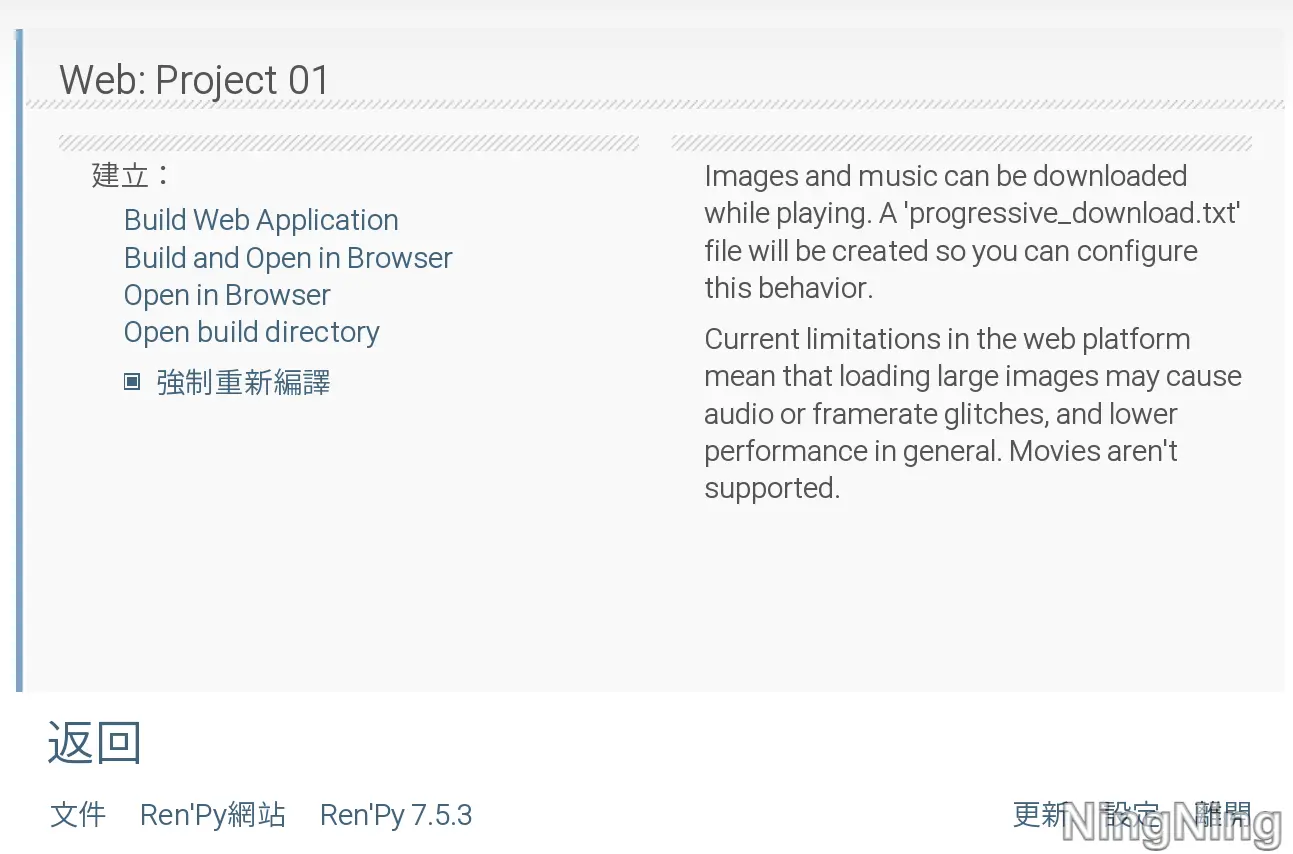 Web: Project 01
建立：
Build Web Application
Build and Open in Browser
Open in Browser
Open build directory
強制重新編譯
Images and music can be downloaded
while playing. A 'progressive_download.txt'
file will be created so you can configure
this behavior.
Current limitations in the web platform
mean that loading large images may cause
audio or framerate glitches, and lower
performance in general. Movies aren't
supported.
返回
文件 Ren'Py網站 Ren'Py 7.5.3
更新 設定 離開
NingNing